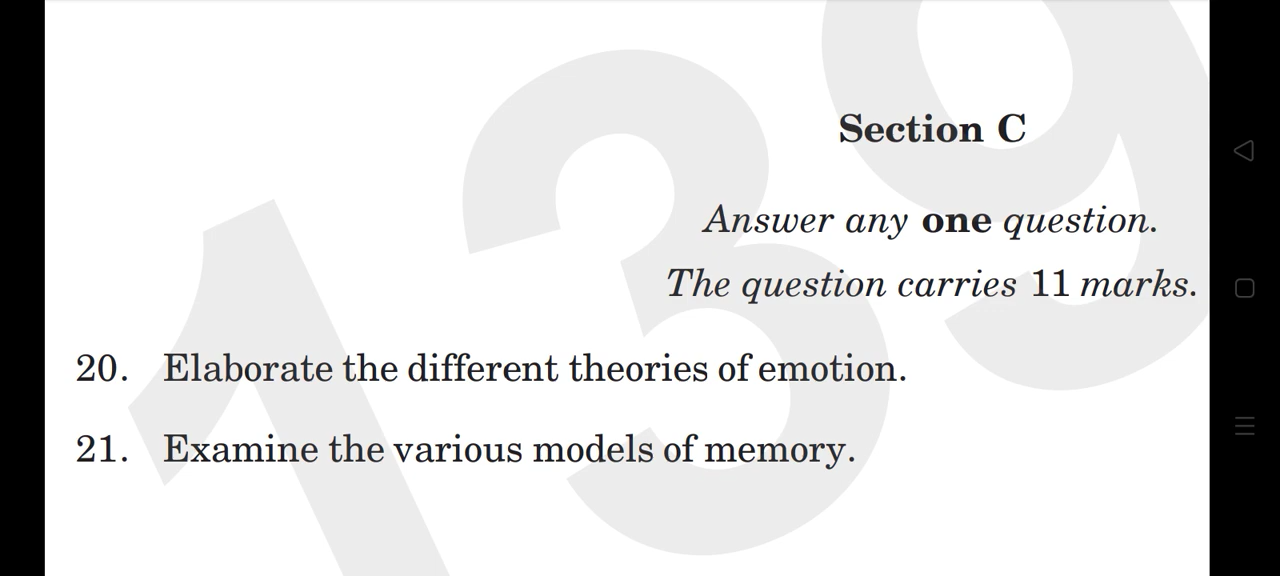 Section C
Answer any one question.
The question carries 11 marks.
20. Elaborate the different theories of emotion.
21. Examine the various models of memory.